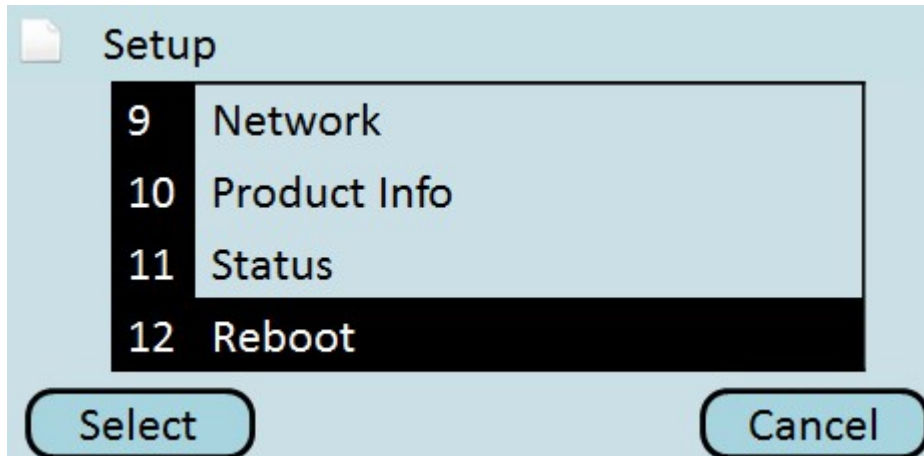 Setup
9 Network
10 Product Info
11 Status
12 Reboot
Select Cancel